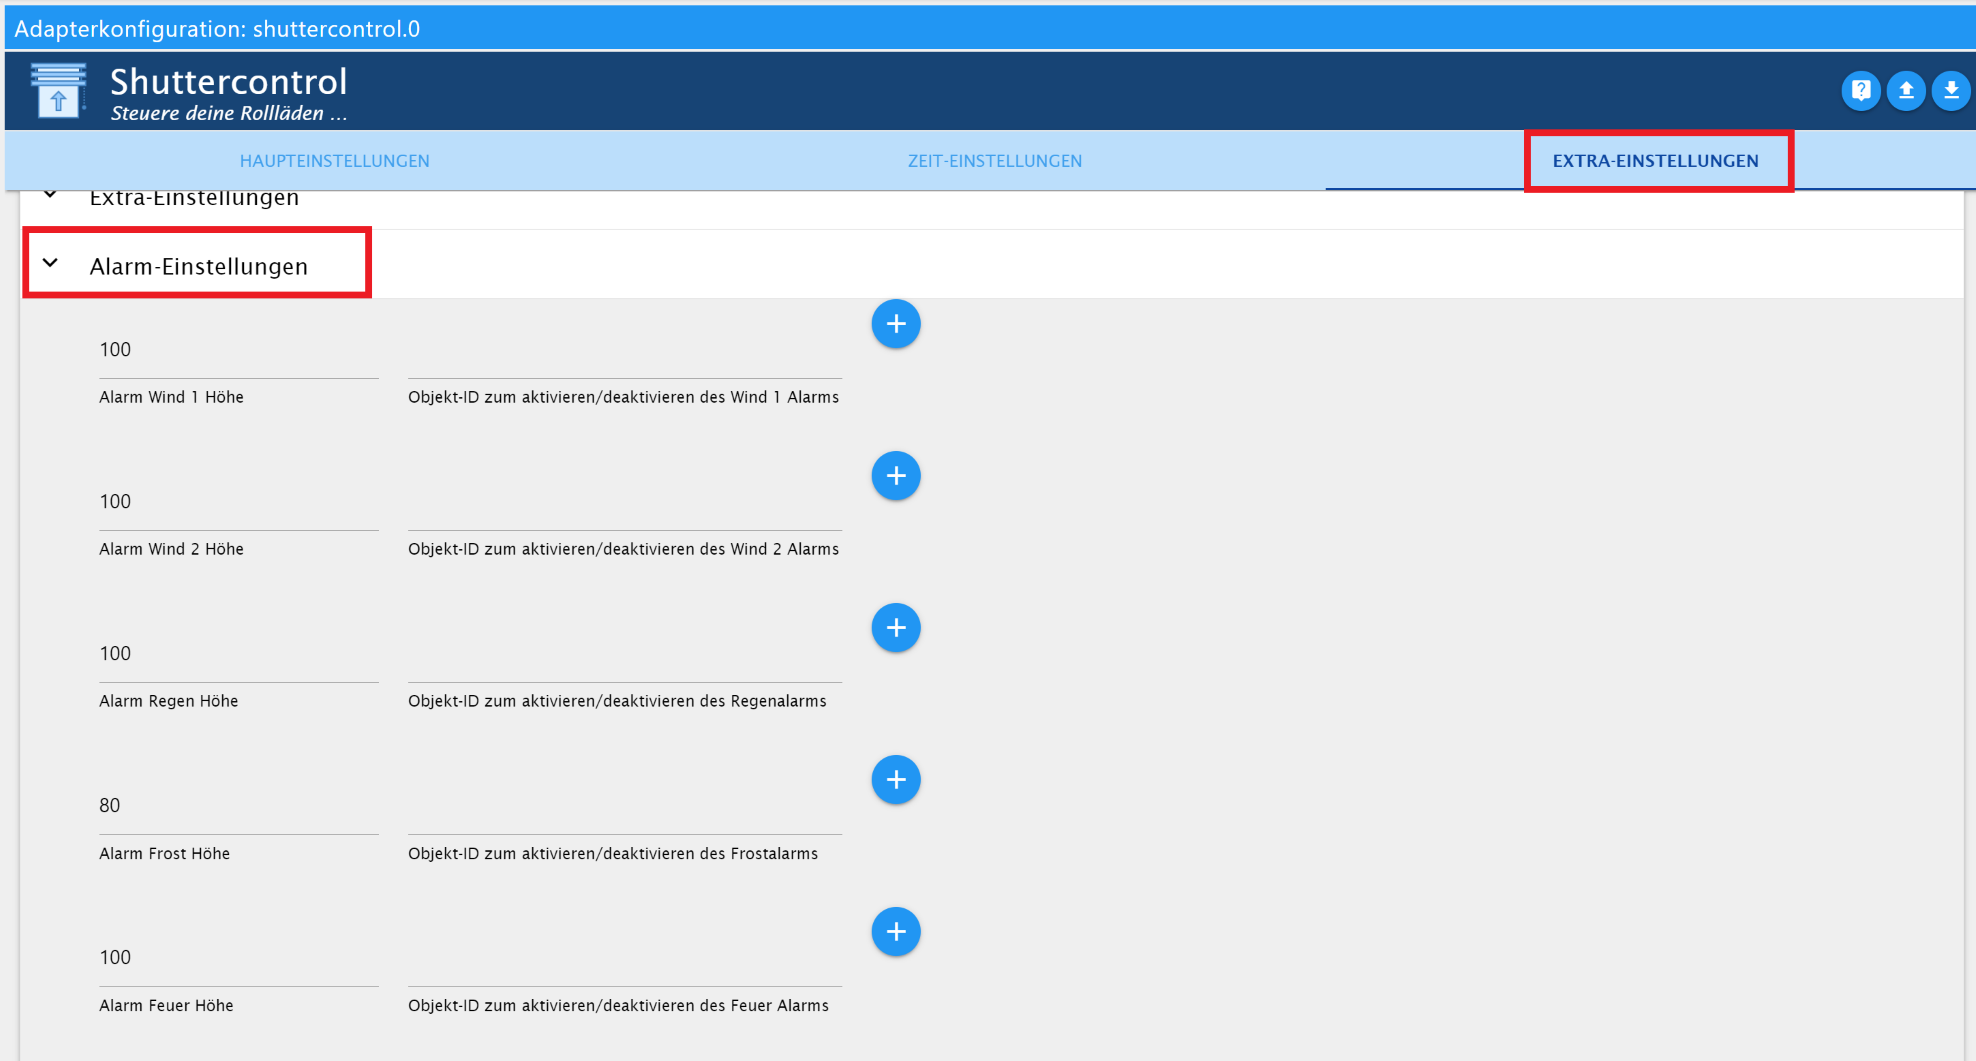 Adapterkonfiguration: shuttercontrol.0
Shuttercontrol
Steuere deine Rollläden ...
HAUPTEINSTELLUNGEN
ZEIT-EINSTELLUNGEN
EXTRA-EINSTELLUNGEN
Extra-Einstellungen
Alarm-Einstellungen
100
Alarm Wind 1 Höhe
Objekt-ID zum aktivieren/deaktivieren des Wind 1 Alarms
100
Alarm Wind 2 Höhe
Objekt-ID zum aktivieren/deaktivieren des Wind 2 Alarms
100
Alarm Regen Höhe
Objekt-ID zum aktivieren/deaktivieren des Regenalarms
80
Alarm Frost Höhe
Objekt-ID zum aktivieren/deaktivieren des Frostalarms
100
Alarm Feuer Höhe
Objekt-ID zum aktivieren/deaktivieren des Feuer Alarms